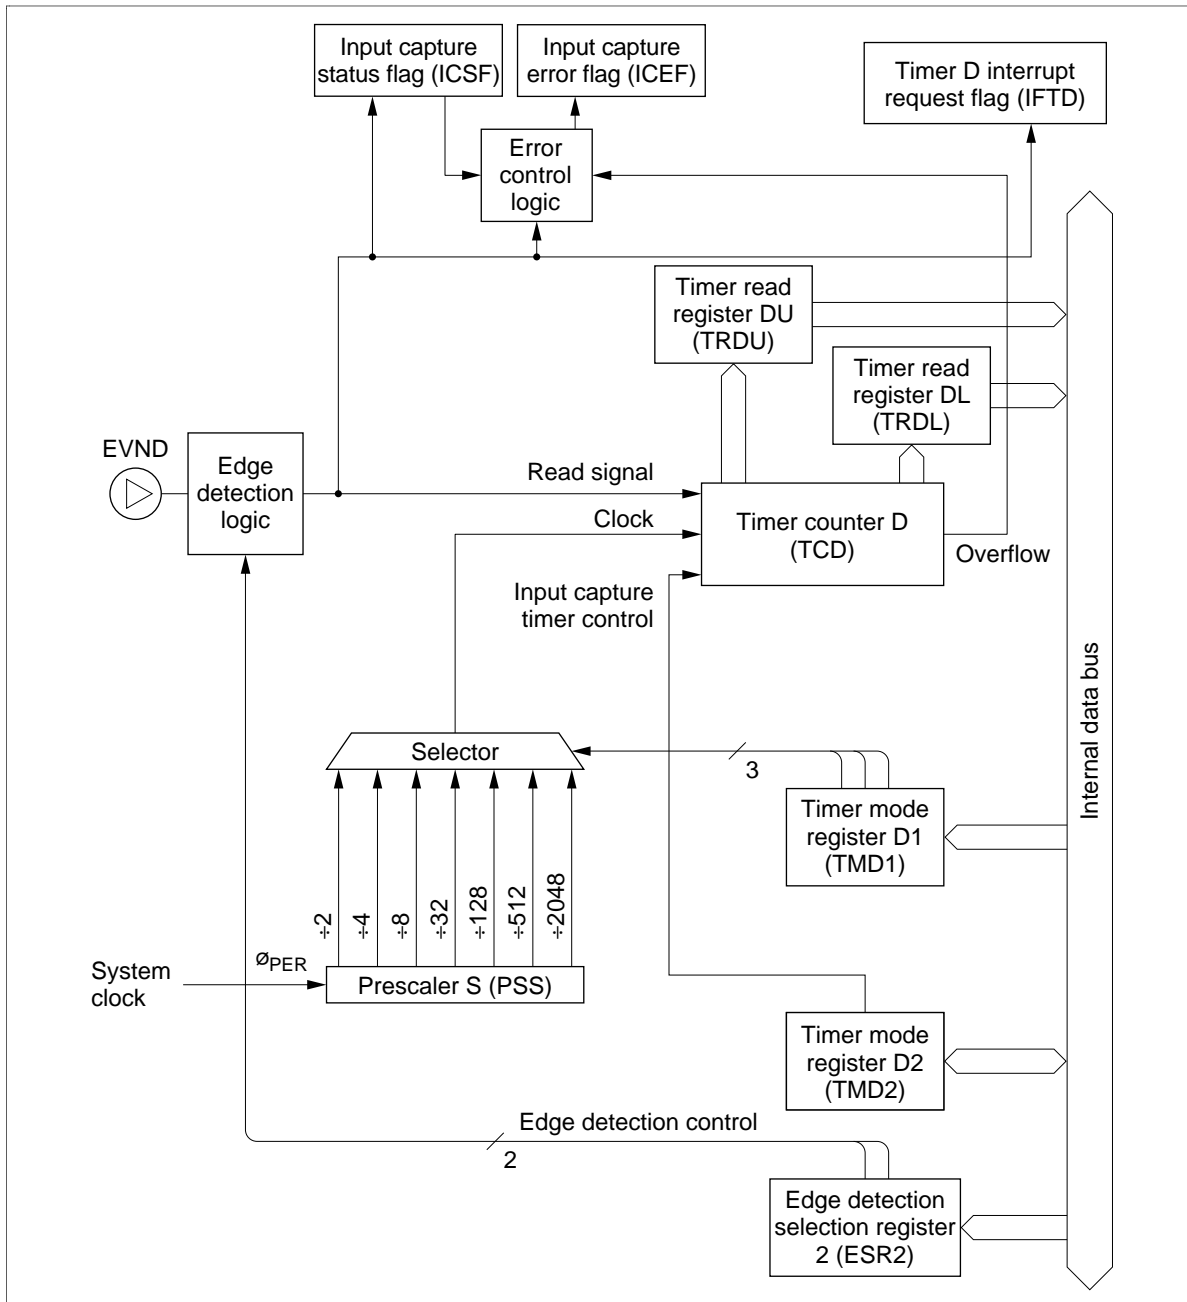 Input capture
status flag (ICSF)
Input capture
error flag (ICEF)
Timer D interrupt
request flag (IFTD)
Error
control
logic
Timer read
register DU
(TRDU)
Timer read
register DL
(TRDL)
EVND
Edge
detection
logic
Read signal
Clock
Timer counter D
(TCD)
Overflow
Input capture
timer control
Internal data bus
Selector
3
Timer mode
register D1
(TMD1)
÷2
÷4
÷8
÷32
÷128
÷512
÷2048
System
clock
øPER
Prescaler S (PSS)
Timer mode
register D2
(TMD2)
Edge detection control
2
Edge detection
selection register
2 (ESR2)